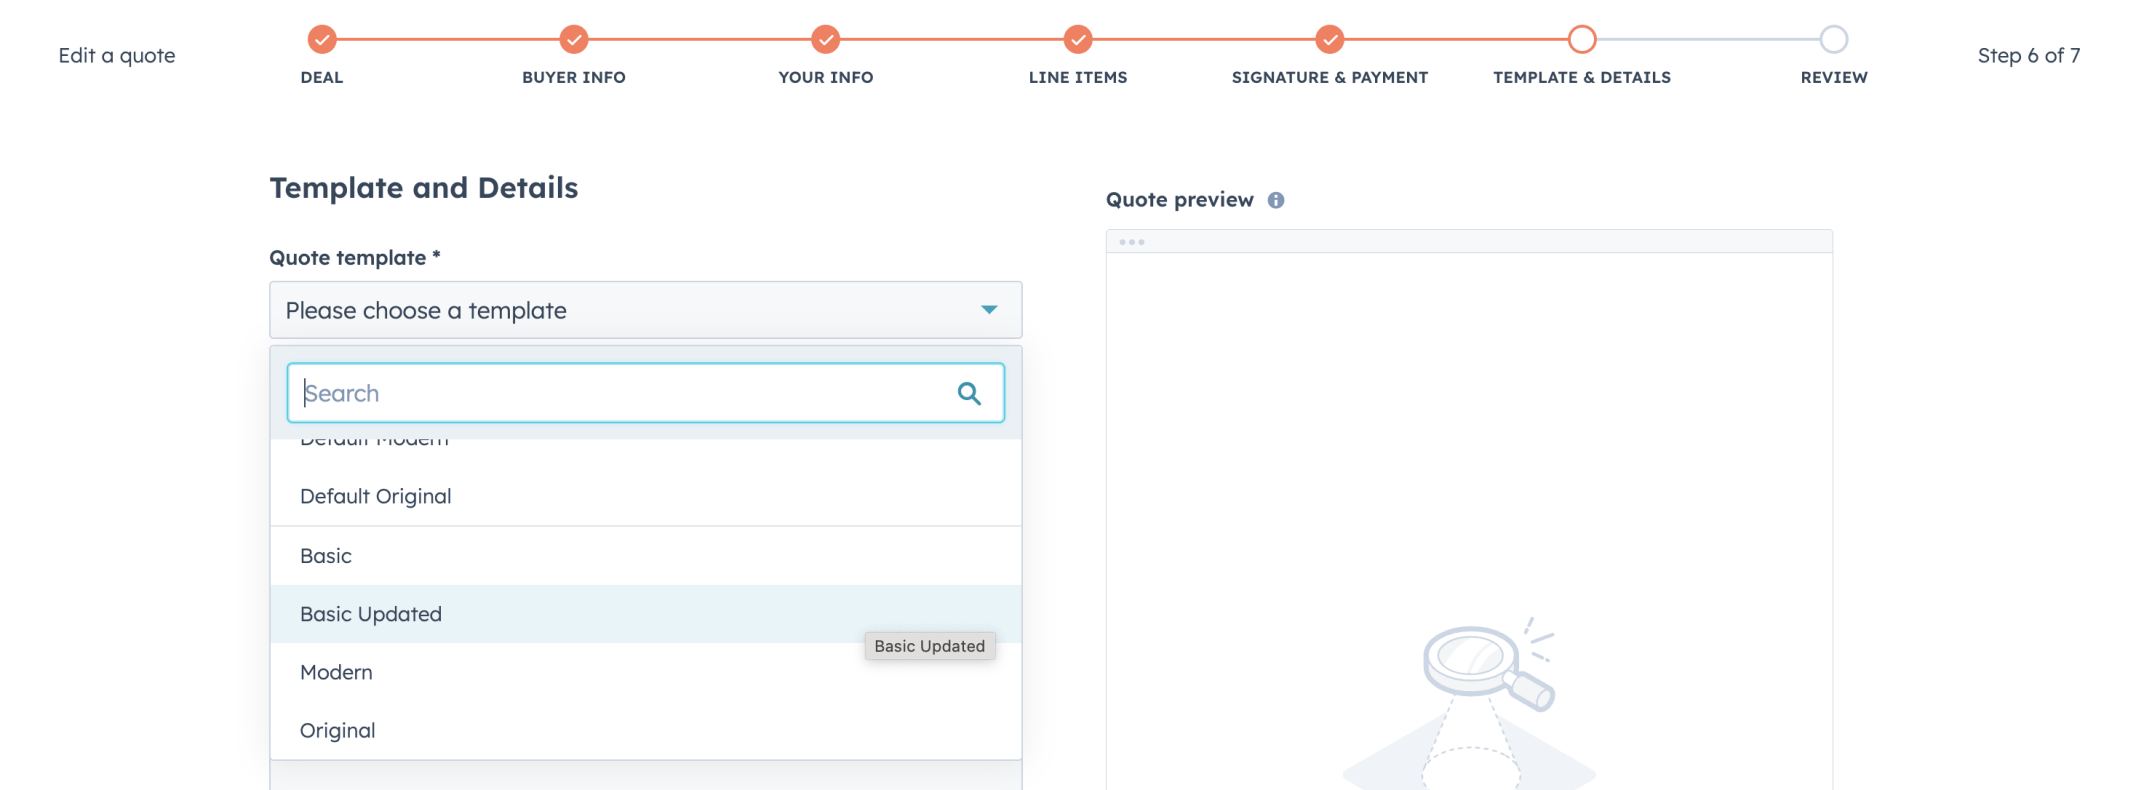 Edit a quote
DEAL
BUYER INFO
YOUR INFO
LINE ITEMS
SIGNATURE & PAYMENT
TEMPLATE & DETAILS
REVIEW
Step 6 of 7
Template and Details
Quote template *
Please choose a template
Search
Default Modern
Default Original
Basic
Basic Updated
Basic Updated
Modern
Original
Quote preview